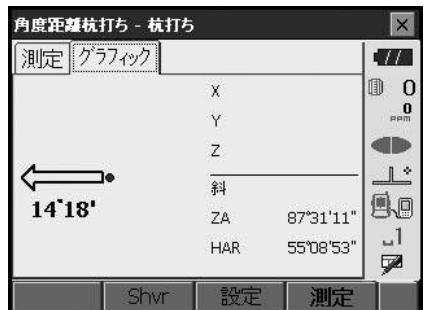 角度距離杭打ち - 杭打ち
測定 グラフィック
X
Y
Z
14°18'
斜
ZA 87°31'11"
HAR 55°08'53"
0
0
PPM
1
Shvr 設定 測定